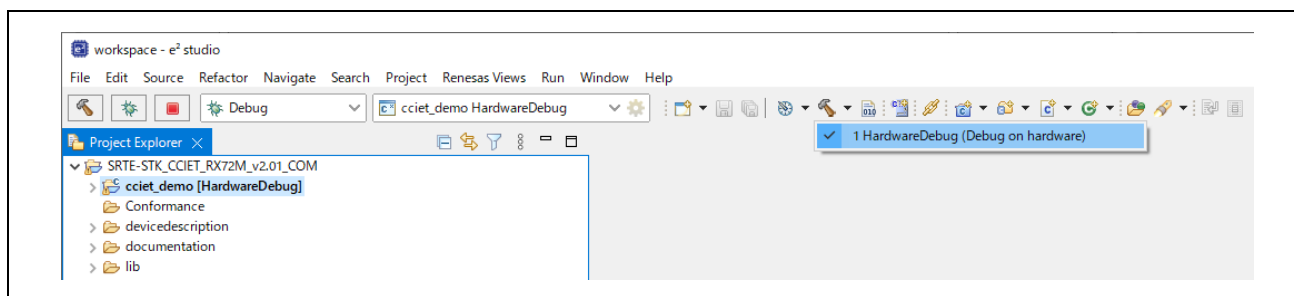 workspace - e² studio
File Edit Source Refactor Navigate Search Project Renesas Views Run Window Help
Debug cciet_demo HardwareDebug 010
1 HardwareDebug (Debug on hardware)
Project Explorer
SRTE-STK_CCIET_RX72M_v2.01_COM
cciet_demo [HardwareDebug]
Conformance
devicedescription
documentation
lib